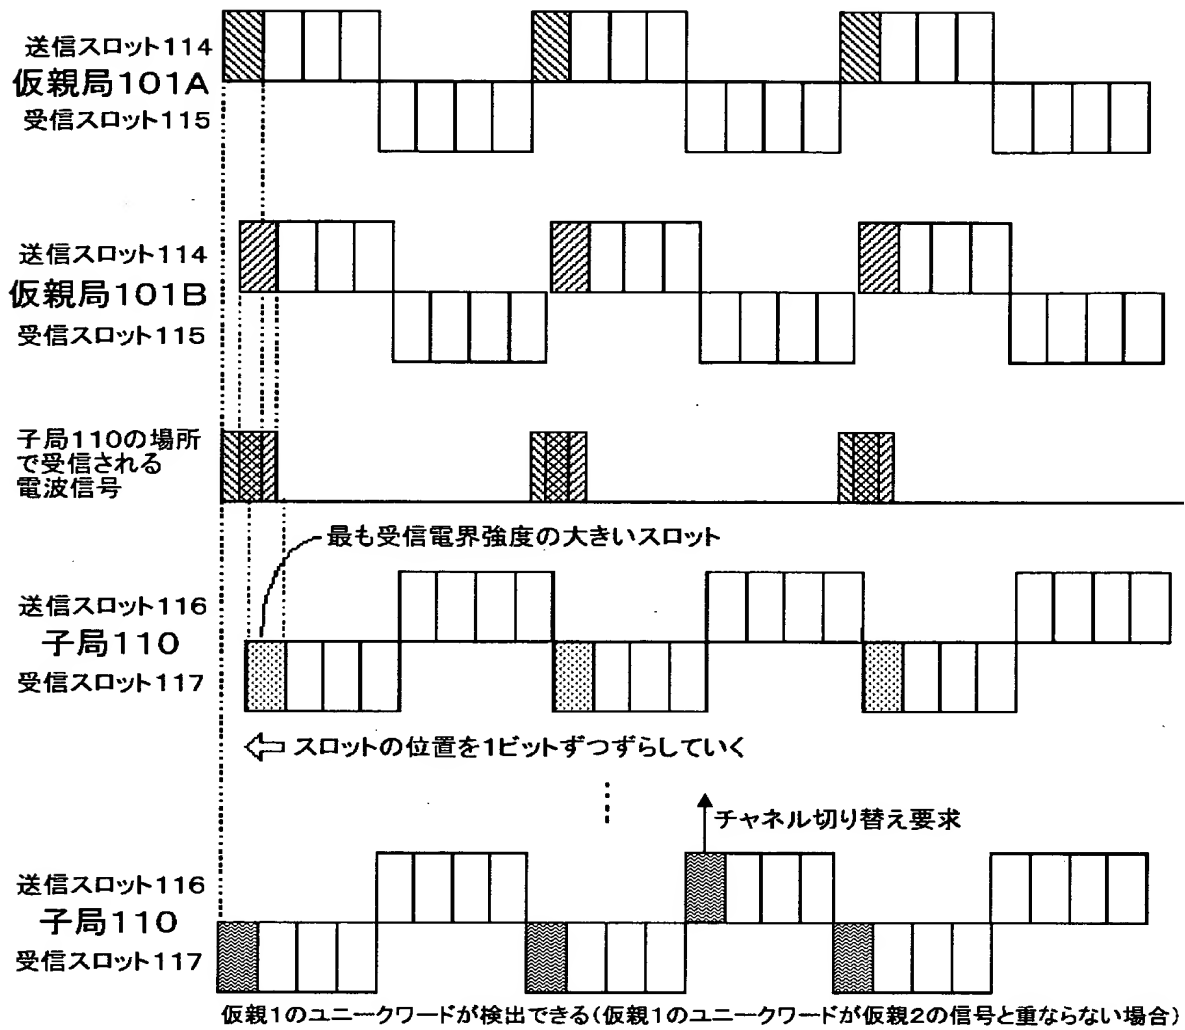 送信スロット114
仮親局101A
受信スロット115
送信スロット114
仮親局101B
受信スロット115
子局110の場所
で受信される
電波信号
最も受信電界強度の大きいスロット
送信スロット116
子局110
受信スロット117
スロットの位置を1ビットずつずらしていく
チャネル切り替え要求
送信スロット116
子局110
受信スロット117
仮親1のユニークワードが検出できる(仮親1のユニークワードが仮親2の信号と重ならない場合)